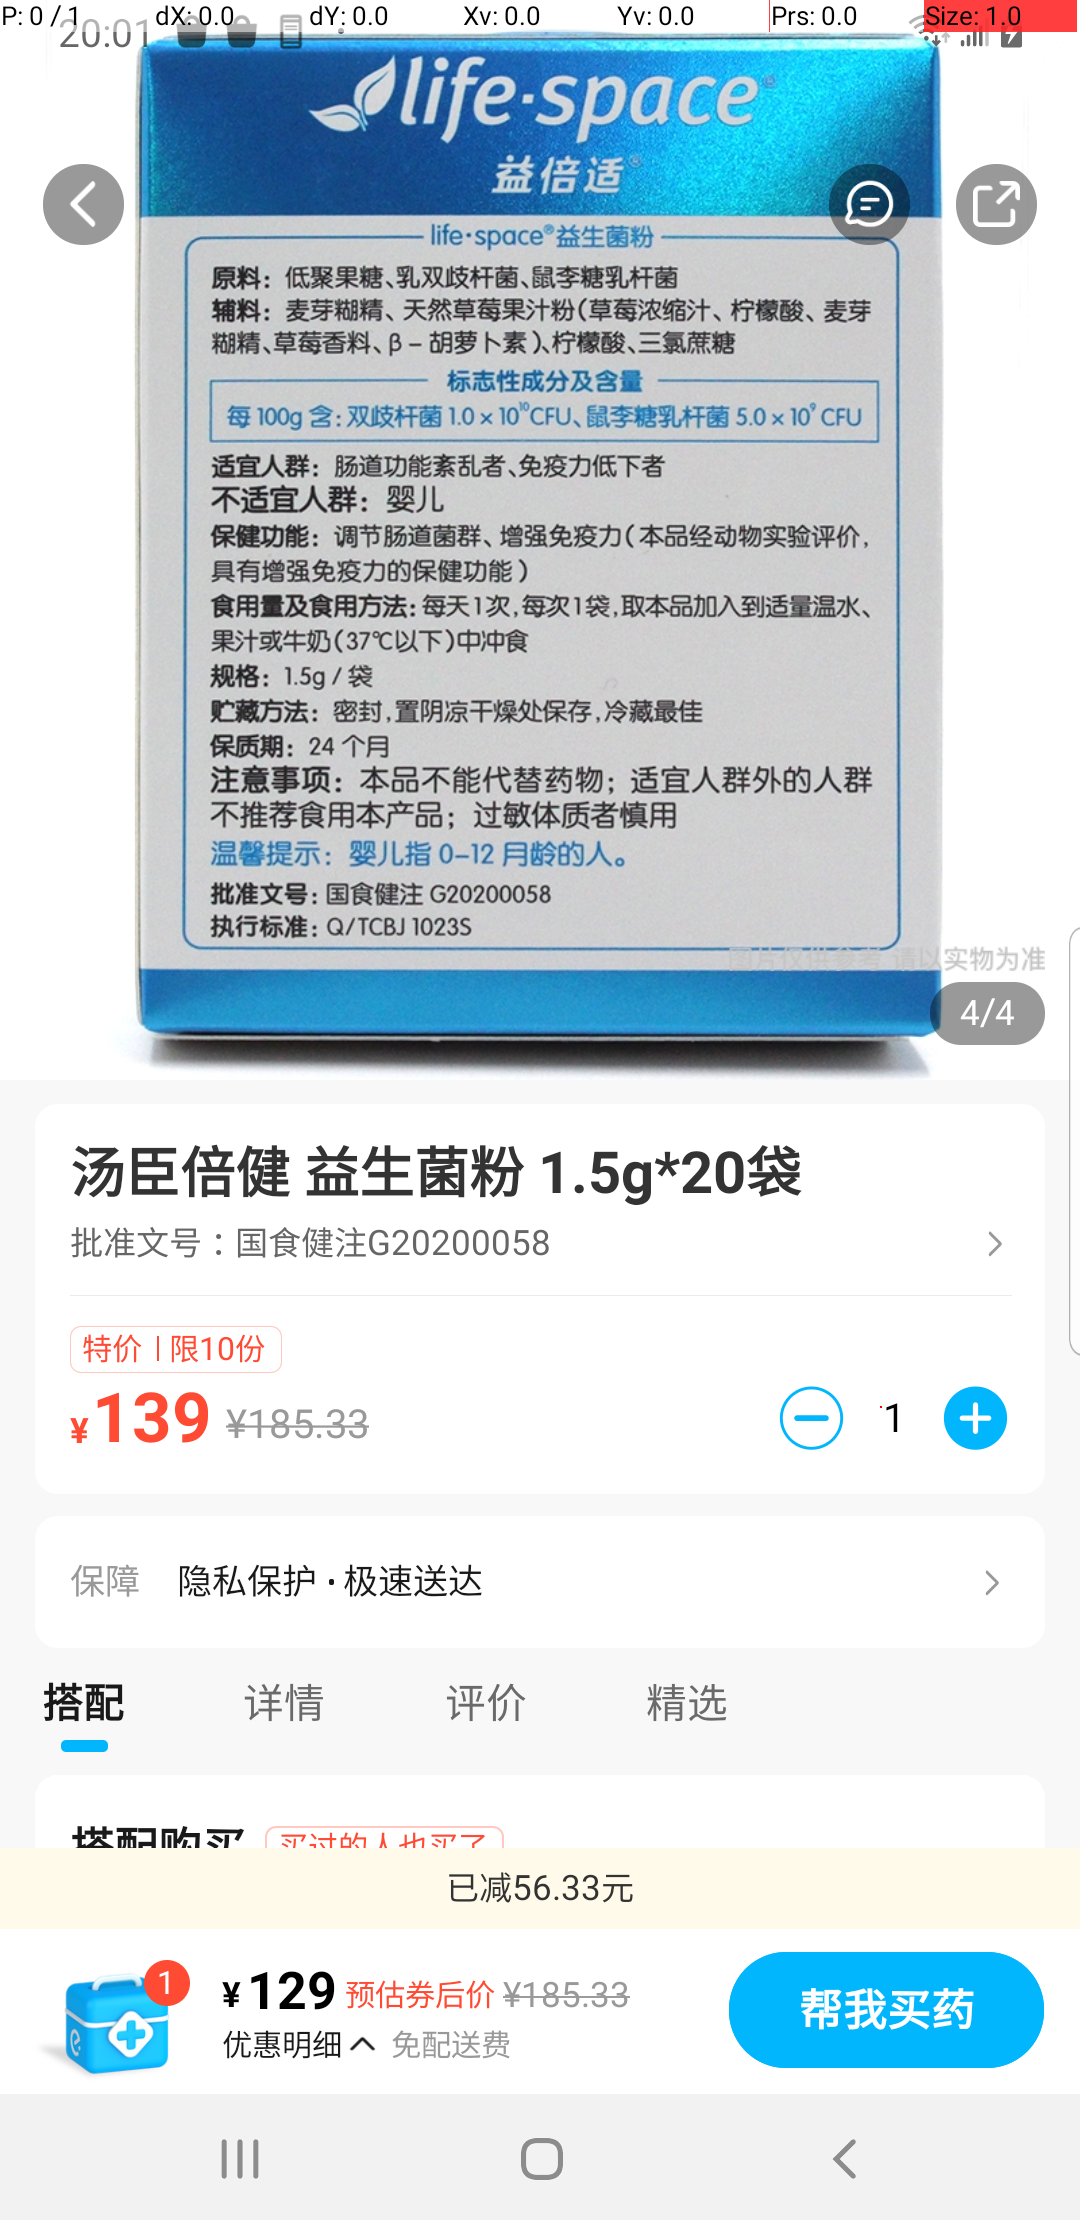 P: 0 / 1 dX: 0.0 dY: 0.0 Xv: 0.0 Yv: 0.0 Prs: 0.0 Size: 1.0
20:01
life·space®
益倍适®
life·space®益生菌粉
原料：低聚果糖、乳双歧杆菌、鼠李糖乳杆菌
辅料：麦芽糊精、天然草莓果汁粉（草莓浓缩汁、柠檬酸、麦芽
糊精、草莓香料、β－胡萝卜素）、柠檬酸、三氯蔗糖
标志性成分及含量
每 100g 含：双歧杆菌 1.0 × 10¹⁰CFU、鼠李糖乳杆菌 5.0 × 10⁹ CFU
适宜人群：肠道功能紊乱者、免疫力低下者
不适宜人群：婴儿
保健功能：调节肠道菌群、增强免疫力（本品经动物实验评价，
具有增强免疫力的保健功能）
食用量及食用方法：每天1次，每次1袋，取本品加入到适量温水、
果汁或牛奶（37℃以下）中冲食
规格：1.5g / 袋
贮藏方法：密封，置阴凉干燥处保存，冷藏最佳
保质期：24 个月
注意事项：本品不能代替药物；适宜人群外的人群
不推荐食用本产品；过敏体质者慎用
温馨提示：婴儿指 0-12 月龄的人。
批准文号：国食健注 G20200058
执行标准：Q/TCBJ 1023S
图片仅供参考 请以实物为准
4/4
汤臣倍健 益生菌粉 1.5g*20袋
批准文号：国食健注G20200058
特价 | 限10份
¥139 ¥185.33
1
保障 隐私保护 · 极速送达
搭配 详情 评价 精选
搭配购买 买过的人也买了
已减56.33元
1
¥129 预估券后价 ¥185.33
优惠明细 免配送费
帮我买药